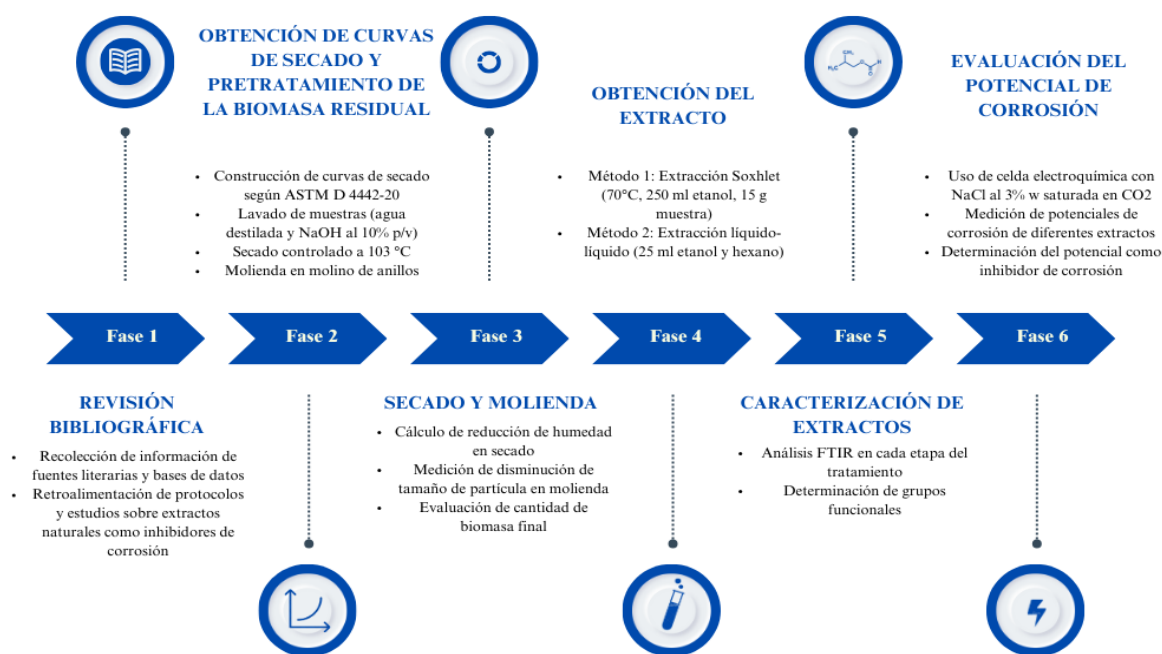 OBTENCIÓN DE CURVAS
DE SECADO Y
PRETRATAMIENTO DE
LA BIOMASA RESIDUAL
• Construcción de curvas de secado
según ASTM D 4442-20
• Lavado de muestras (agua
destilada y NaOH al 10% p/v)
• Secado controlado a 103 °C
• Molienda en molino de anillos
OBTENCIÓN DEL
EXTRACTO
• Método 1: Extracción Soxhlet
(70°C, 250 ml etanol, 15 g
muestra)
• Método 2: Extracción líquido-
líquido (25 ml etanol y hexano)
CH₃
H₃C
O
H
O
EVALUACIÓN DEL
POTENCIAL DE
CORROSIÓN
• Uso de celda electroquímica con
NaCl al 3% w saturada en CO2
• Medición de potenciales de
corrosión de diferentes extractos
• Determinación del potencial como
inhibidor de corrosión
Fase 1
Fase 2
Fase 3
Fase 4
Fase 5
Fase 6
REVISIÓN
BIBLIOGRÁFICA
• Recolección de información de
fuentes literarias y bases de datos
• Retroalimentación de protocolos
y estudios sobre extractos
naturales como inhibidores de
corrosión
SECADO Y MOLIENDA
• Cálculo de reducción de humedad
en secado
• Medición de disminución de
tamaño de partícula en molienda
• Evaluación de cantidad de
biomasa final
CARACTERIZACIÓN DE
EXTRACTOS
• Análisis FTIR en cada etapa del
tratamiento
• Determinación de grupos
funcionales